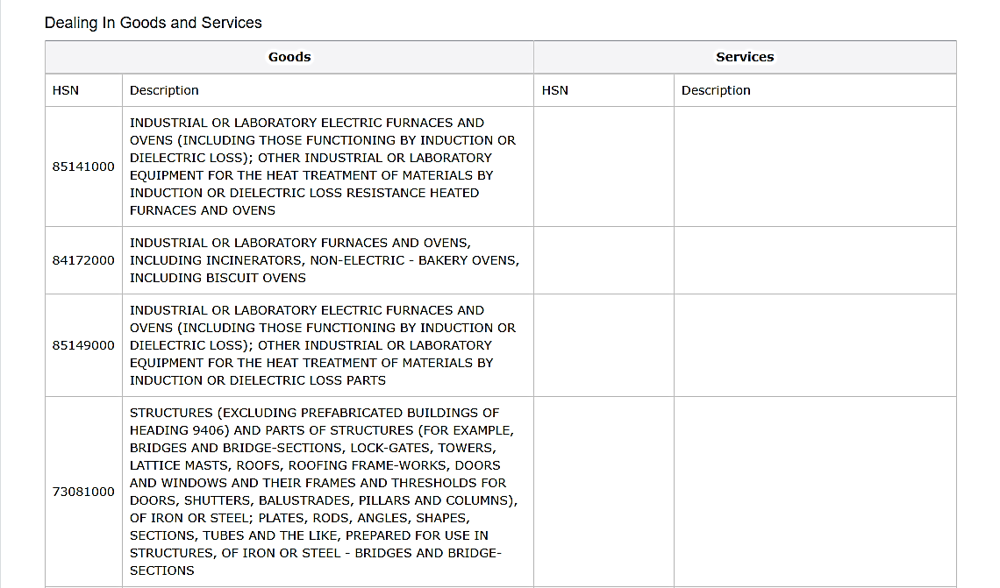 Dealing In Goods and Services
Goods Services
HSN Description HSN Description
85141000
INDUSTRIAL OR LABORATORY ELECTRIC FURNACES AND
OVENS (INCLUDING THOSE FUNCTIONING BY INDUCTION OR
DIELECTRIC LOSS); OTHER INDUSTRIAL OR LABORATORY
EQUIPMENT FOR THE HEAT TREATMENT OF MATERIALS BY
INDUCTION OR DIELECTRIC LOSS RESISTANCE HEATED
FURNACES AND OVENS
84172000
INDUSTRIAL OR LABORATORY FURNACES AND OVENS,
INCLUDING INCINERATORS, NON-ELECTRIC - BAKERY OVENS,
INCLUDING BISCUIT OVENS
85149000
INDUSTRIAL OR LABORATORY ELECTRIC FURNACES AND
OVENS (INCLUDING THOSE FUNCTIONING BY INDUCTION OR
DIELECTRIC LOSS); OTHER INDUSTRIAL OR LABORATORY
EQUIPMENT FOR THE HEAT TREATMENT OF MATERIALS BY
INDUCTION OR DIELECTRIC LOSS PARTS
73081000
STRUCTURES (EXCLUDING PREFABRICATED BUILDINGS OF
HEADING 9406) AND PARTS OF STRUCTURES (FOR EXAMPLE,
BRIDGES AND BRIDGE-SECTIONS, LOCK-GATES, TOWERS,
LATTICE MASTS, ROOFS, ROOFING FRAME-WORKS, DOORS
AND WINDOWS AND THEIR FRAMES AND THRESHOLDS FOR
DOORS, SHUTTERS, BALUSTRADES, PILLARS AND COLUMNS),
OF IRON OR STEEL; PLATES, RODS, ANGLES, SHAPES,
SECTIONS, TUBES AND THE LIKE, PREPARED FOR USE IN
STRUCTURES, OF IRON OR STEEL - BRIDGES AND BRIDGE-
SECTIONS